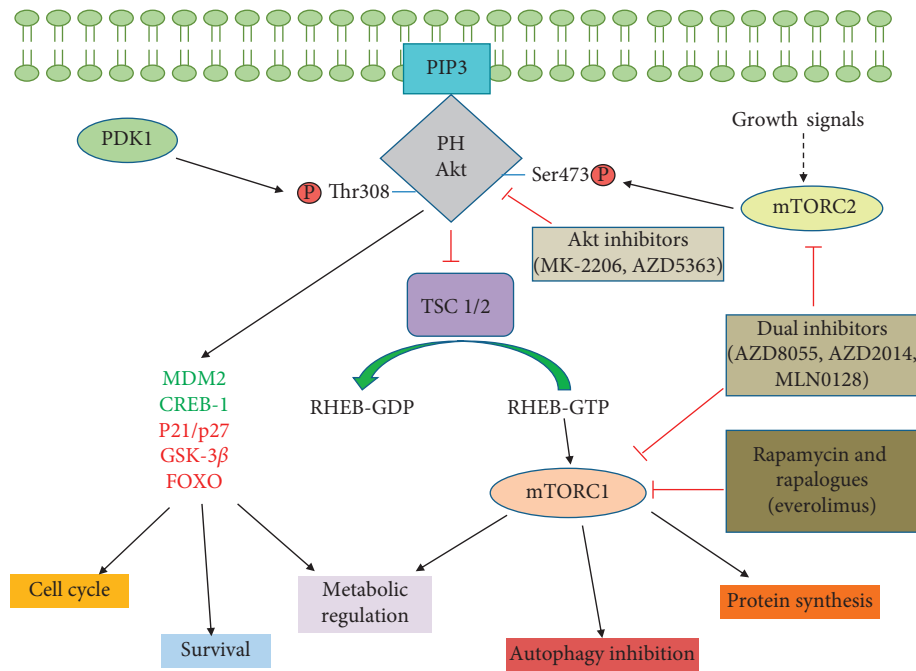 PIP3
PDK1
PH
Akt
Growth signals
P Thr308
Ser473 P
mTORC2
Akt inhibitors
(MK-2206, AZD5363)
TSC 1/2
Dual inhibitors
(AZD8055, AZD2014,
MLN0128)
MDM2
CREB-1
P21/p27
GSK-3β
FOXO
RHEB-GDP
RHEB-GTP
Rapamycin and
rapalogues
(everolimus)
mTORC1
Cell cycle
Survival
Metabolic
regulation
Autophagy inhibition
Protein synthesis